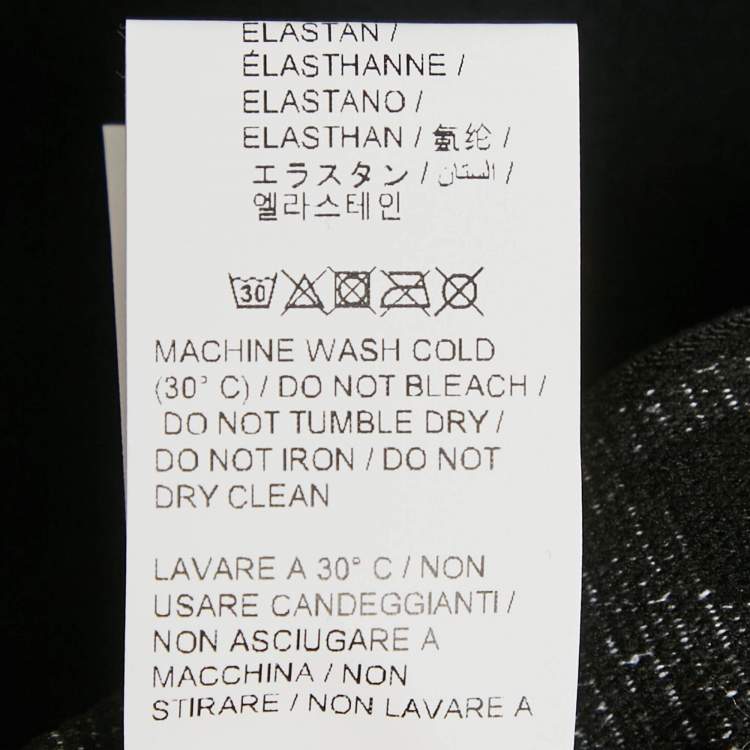 ELASTAN /
ÉLASTHANNE /
ELASTANO /
ELASTHAN / 氨纶 /
エラスタン / الستان /
엘라스테인
30
MACHINE WASH COLD
(30° C) / DO NOT BLEACH /
DO NOT TUMBLE DRY /
DO NOT IRON / DO NOT
DRY CLEAN
LAVARE A 30° C / NON
USARE CANDEGGIANTI /
NON ASCIUGARE A
MACCHINA / NON
STIRARE / NON LAVARE A